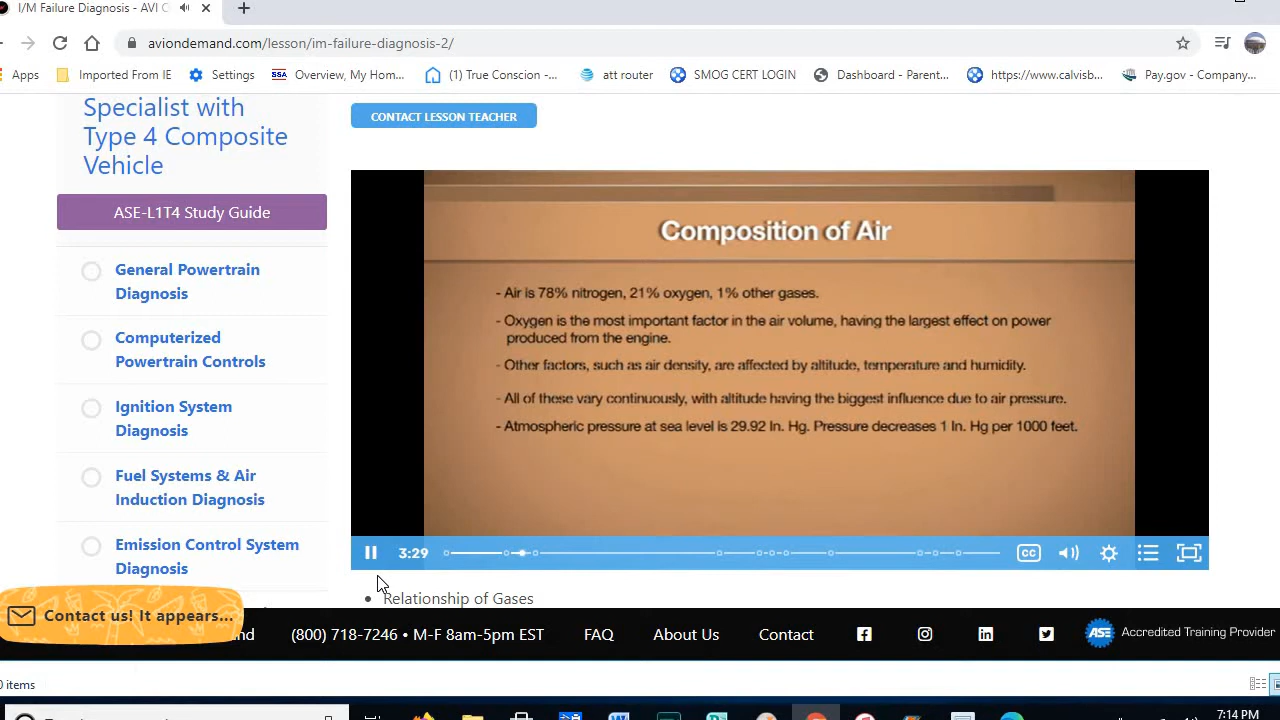 I/M Failure Diagnosis - AVI C
aviondemand.com/lesson/im-failure-diagnosis-2/
Apps
Imported From IE
Settings
SSA
Overview, My Hom...
(1) True Conscion -...
att router
SMOG CERT LOGIN
Dashboard - Parent...
https://www.calvisb...
Pay.gov - Company...
Specialist with
Type 4 Composite
Vehicle
ASE-L1T4 Study Guide
General Powertrain
Diagnosis
Computerized
Powertrain Controls
Ignition System
Diagnosis
Fuel Systems & Air
Induction Diagnosis
Emission Control System
Diagnosis
CONTACT LESSON TEACHER
Composition of Air
- Air is 78% nitrogen, 21% oxygen, 1% other gases.
- Oxygen is the most important factor in the air volume, having the largest effect on power
produced from the engine.
- Other factors, such as air density, are affected by altitude, temperature and humidity.
- All of these vary continuously, with altitude having the biggest influence due to air pressure.
- Atmospheric pressure at sea level is 29.92 In. Hg. Pressure decreases 1 In. Hg per 1000 feet.
3:29
CC
• Relationship of Gases
Contact us! It appears...
nd
(800) 718-7246 • M-F 8am-5pm EST
FAQ
About Us
Contact
ASE
Accredited Training Provider
0 items
7:14 PM